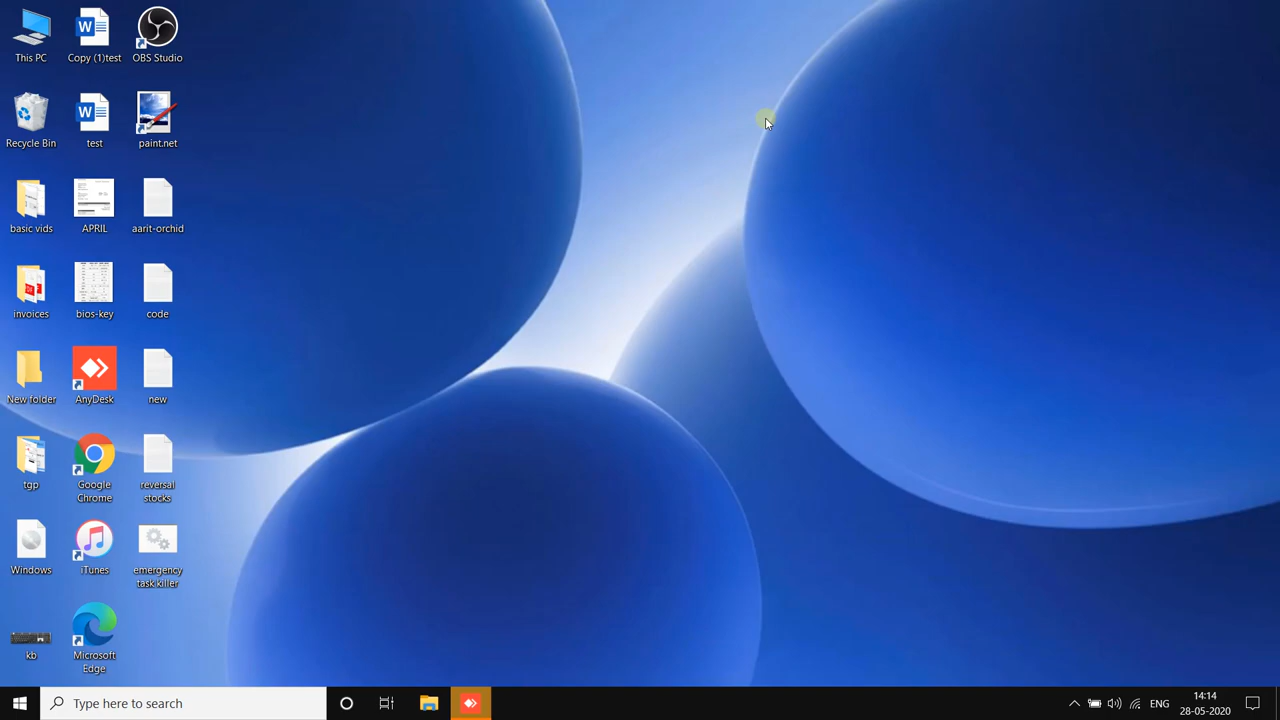 This PC
Copy (1)test
OBS Studio
Recycle Bin
test
paint.net
basic vids
APRIL
aarit-orchid
invoices
bios-key
code
New folder
AnyDesk
new
tgp
Google
Chrome
reversal
stocks
Windows
iTunes
emergency
task killer
kb
Microsoft
Edge
Type here to search
ENG
14:14
28-05-2020